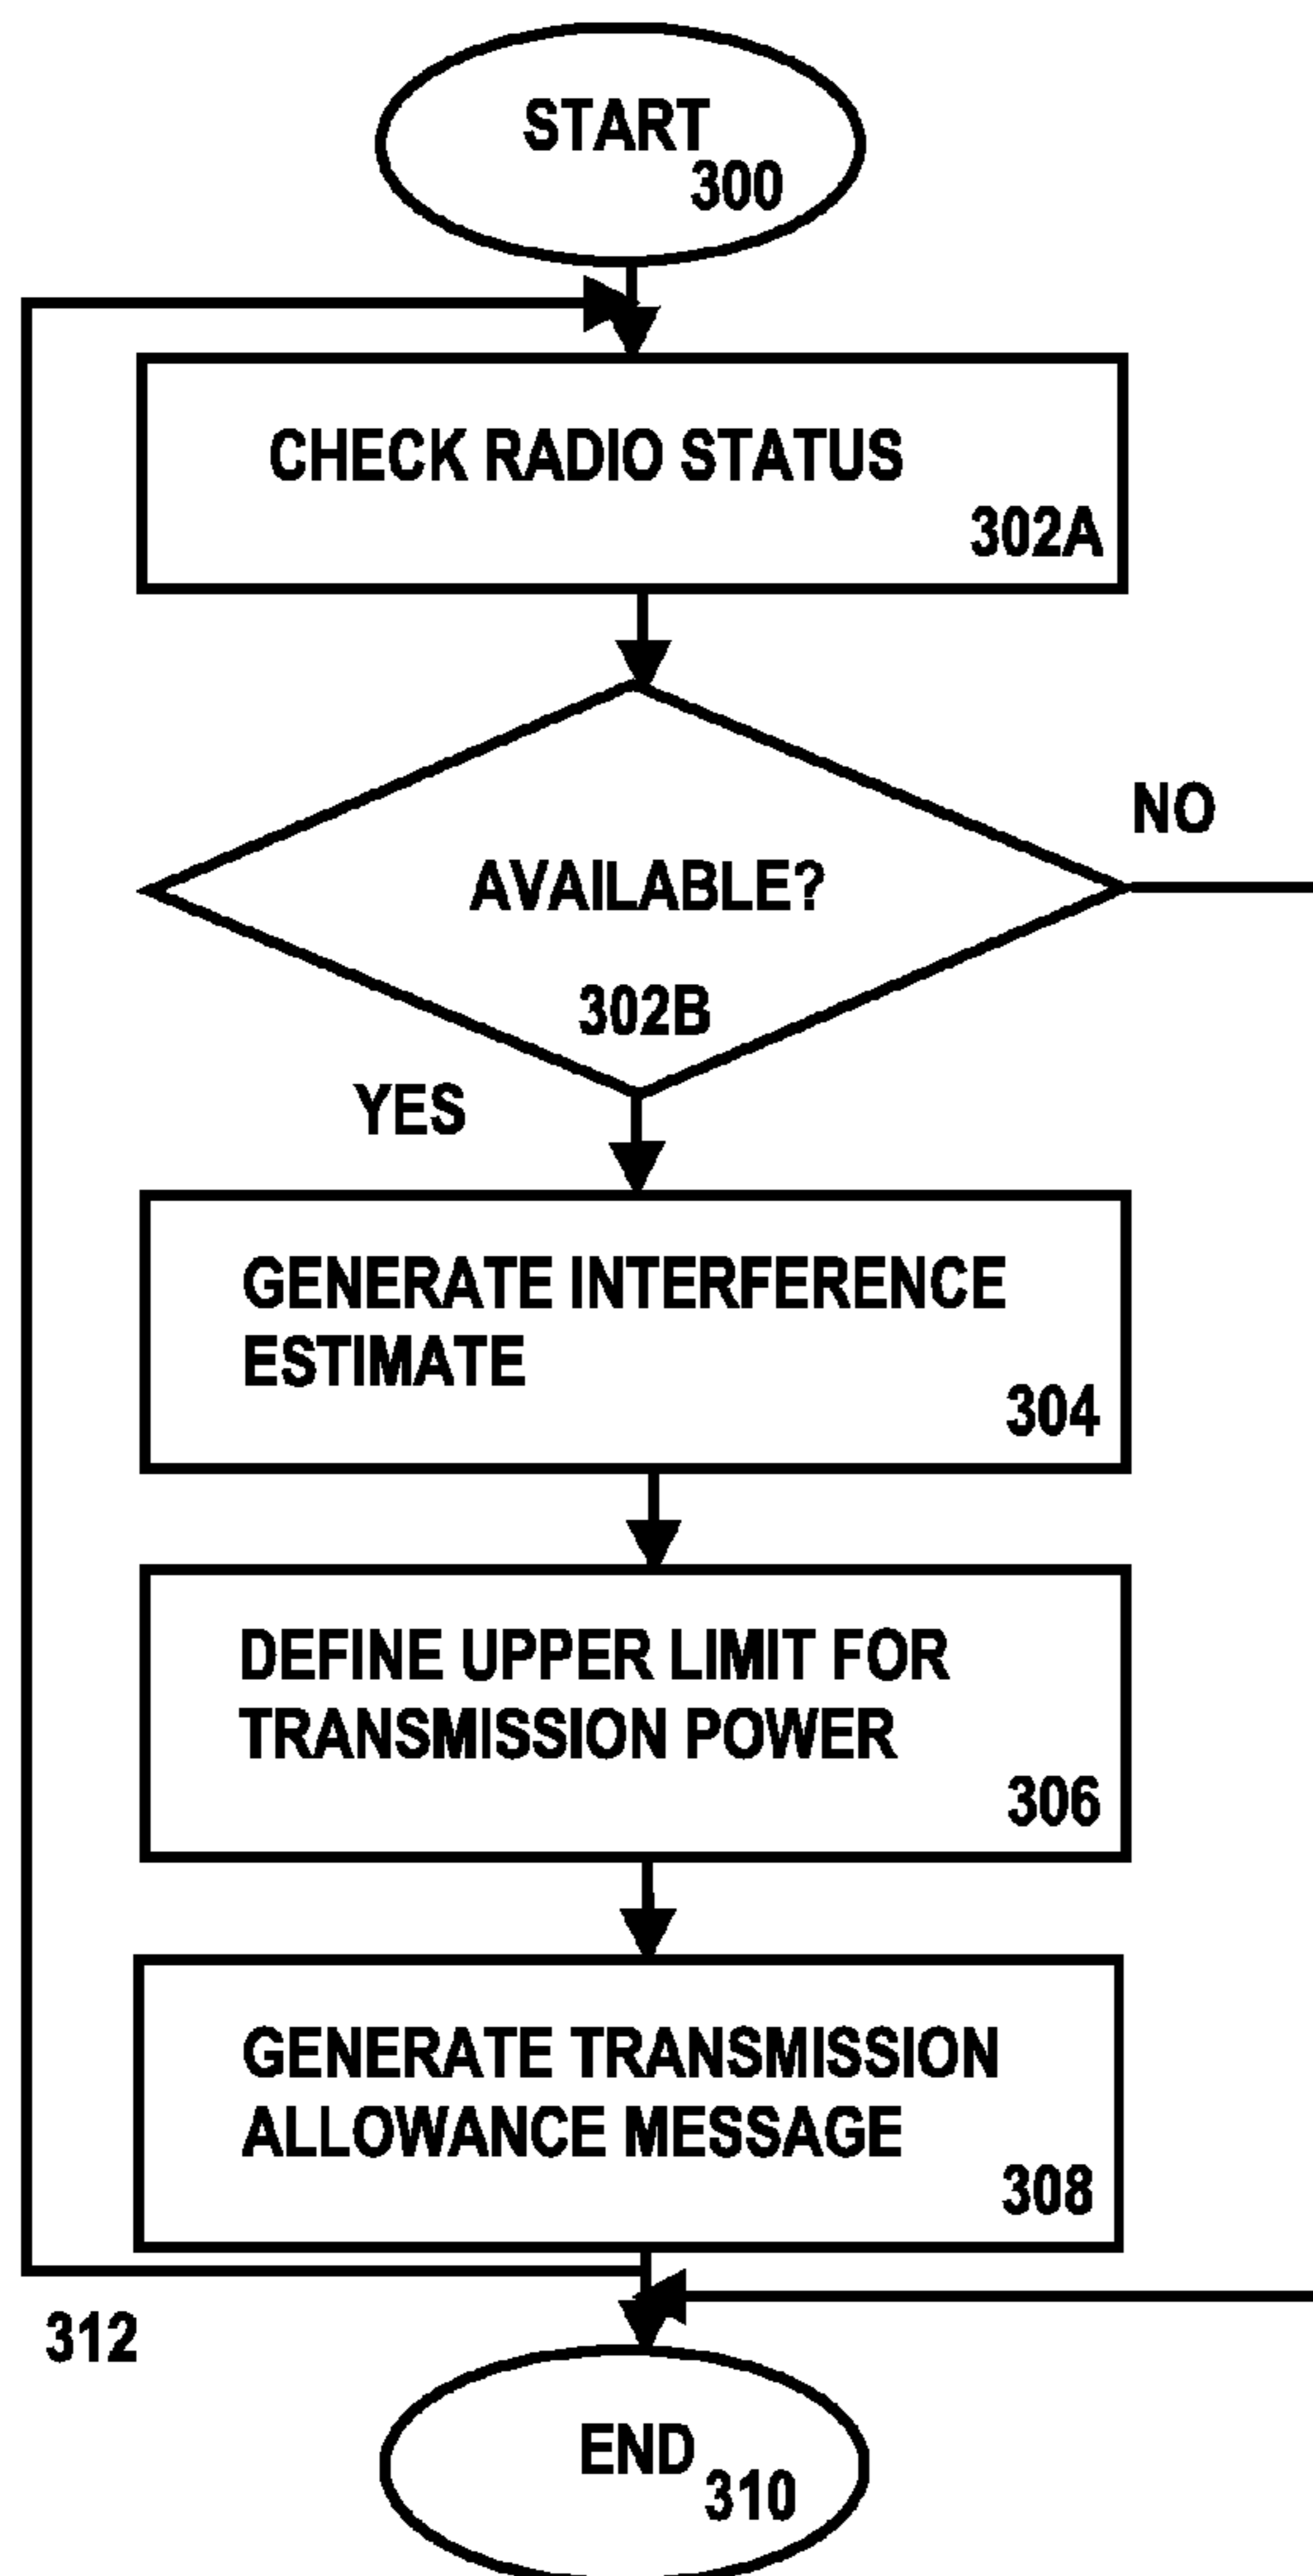 START
300
CHECK RADIO STATUS
302A
NO
AVAILABLE?
302B
YES
GENERATE INTERFERENCE
ESTIMATE
304
DEFINE UPPER LIMIT FOR
TRANSMISSION POWER
306
GENERATE TRANSMISSION
ALLOWANCE MESSAGE
308
312
END
310